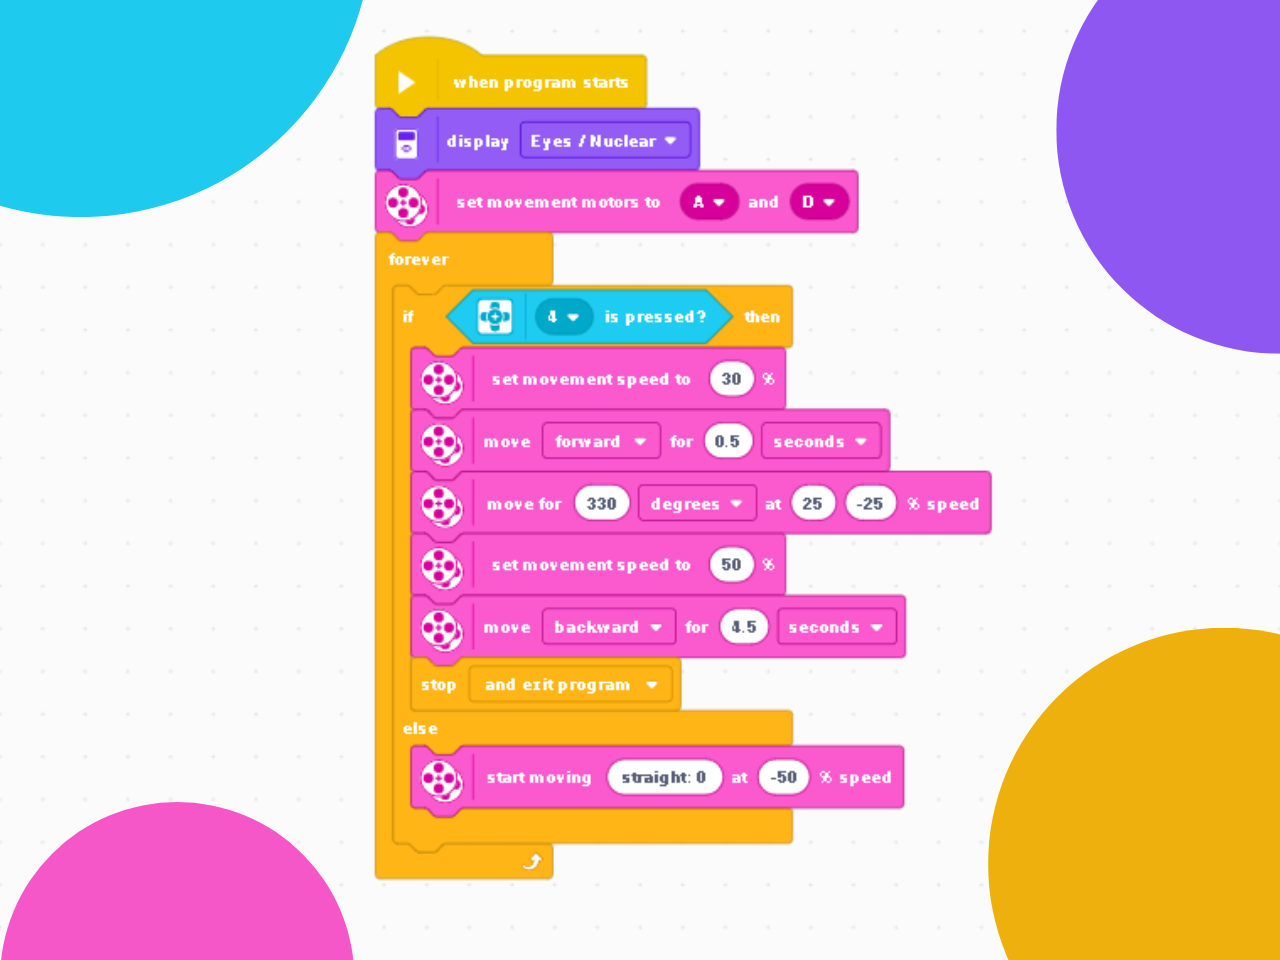 when program starts
display Eyes / Nuclear
set movement motors to A and D
forever
if 4 is pressed? then
set movement speed to 30 %
move forward for 0.5 seconds
move for 330 degrees at 25 -25 % speed
set movement speed to 50 %
move backward for 4.5 seconds
stop and exit program
else
start moving straight: 0 at -50 % speed